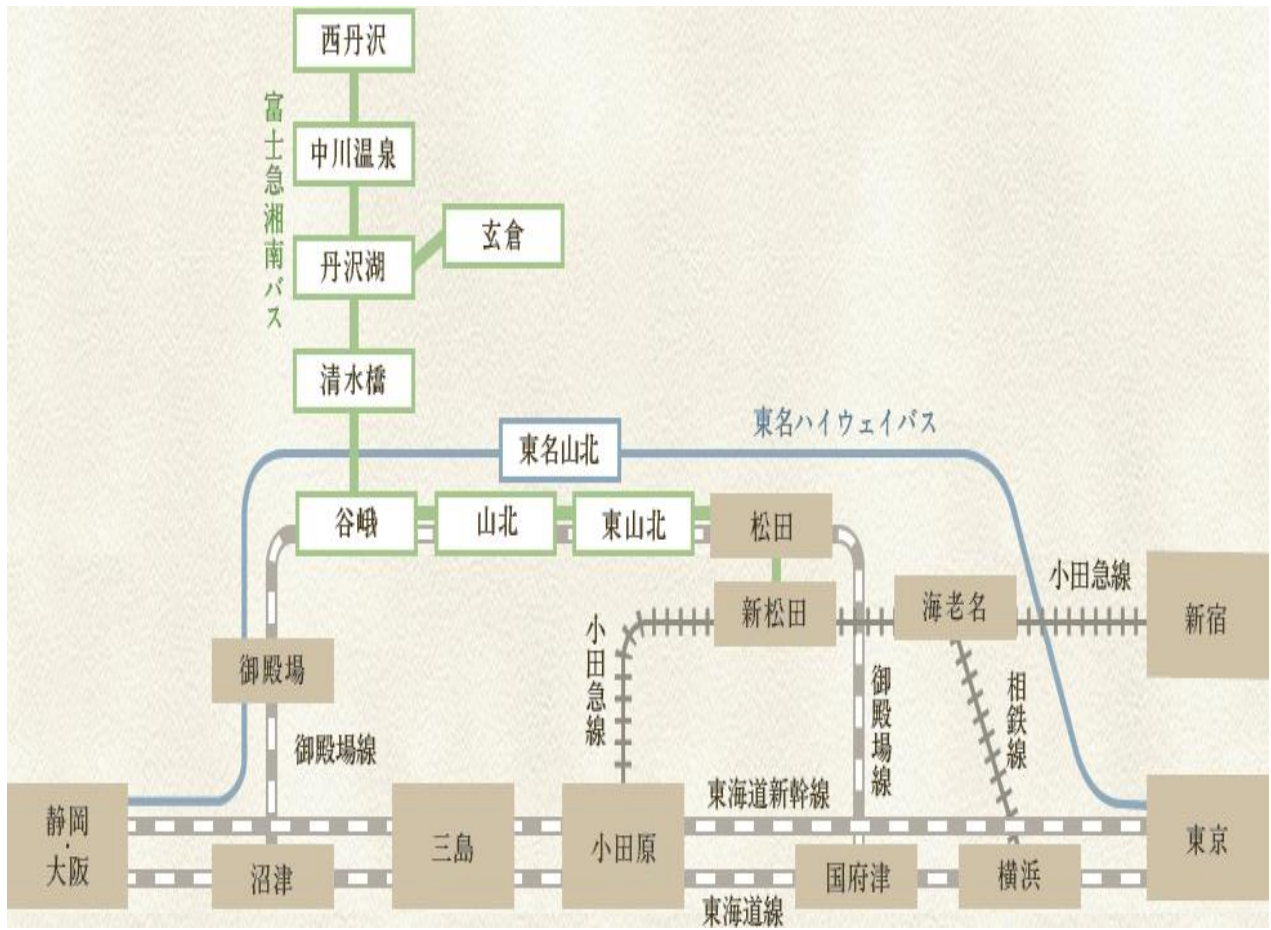 西丹沢
富士急湘南バス
中川温泉
玄倉
丹沢湖
清水橋
東名ハイウェイバス
東名山北
谷峨
山北
東山北
松田
小田急線
新松田
海老名
新宿
小田急線
御殿場
御殿場線
相鉄線
御殿場線
東海道新幹線
静岡・大阪
三島
小田原
東京
沼津
国府津
横浜
東海道線